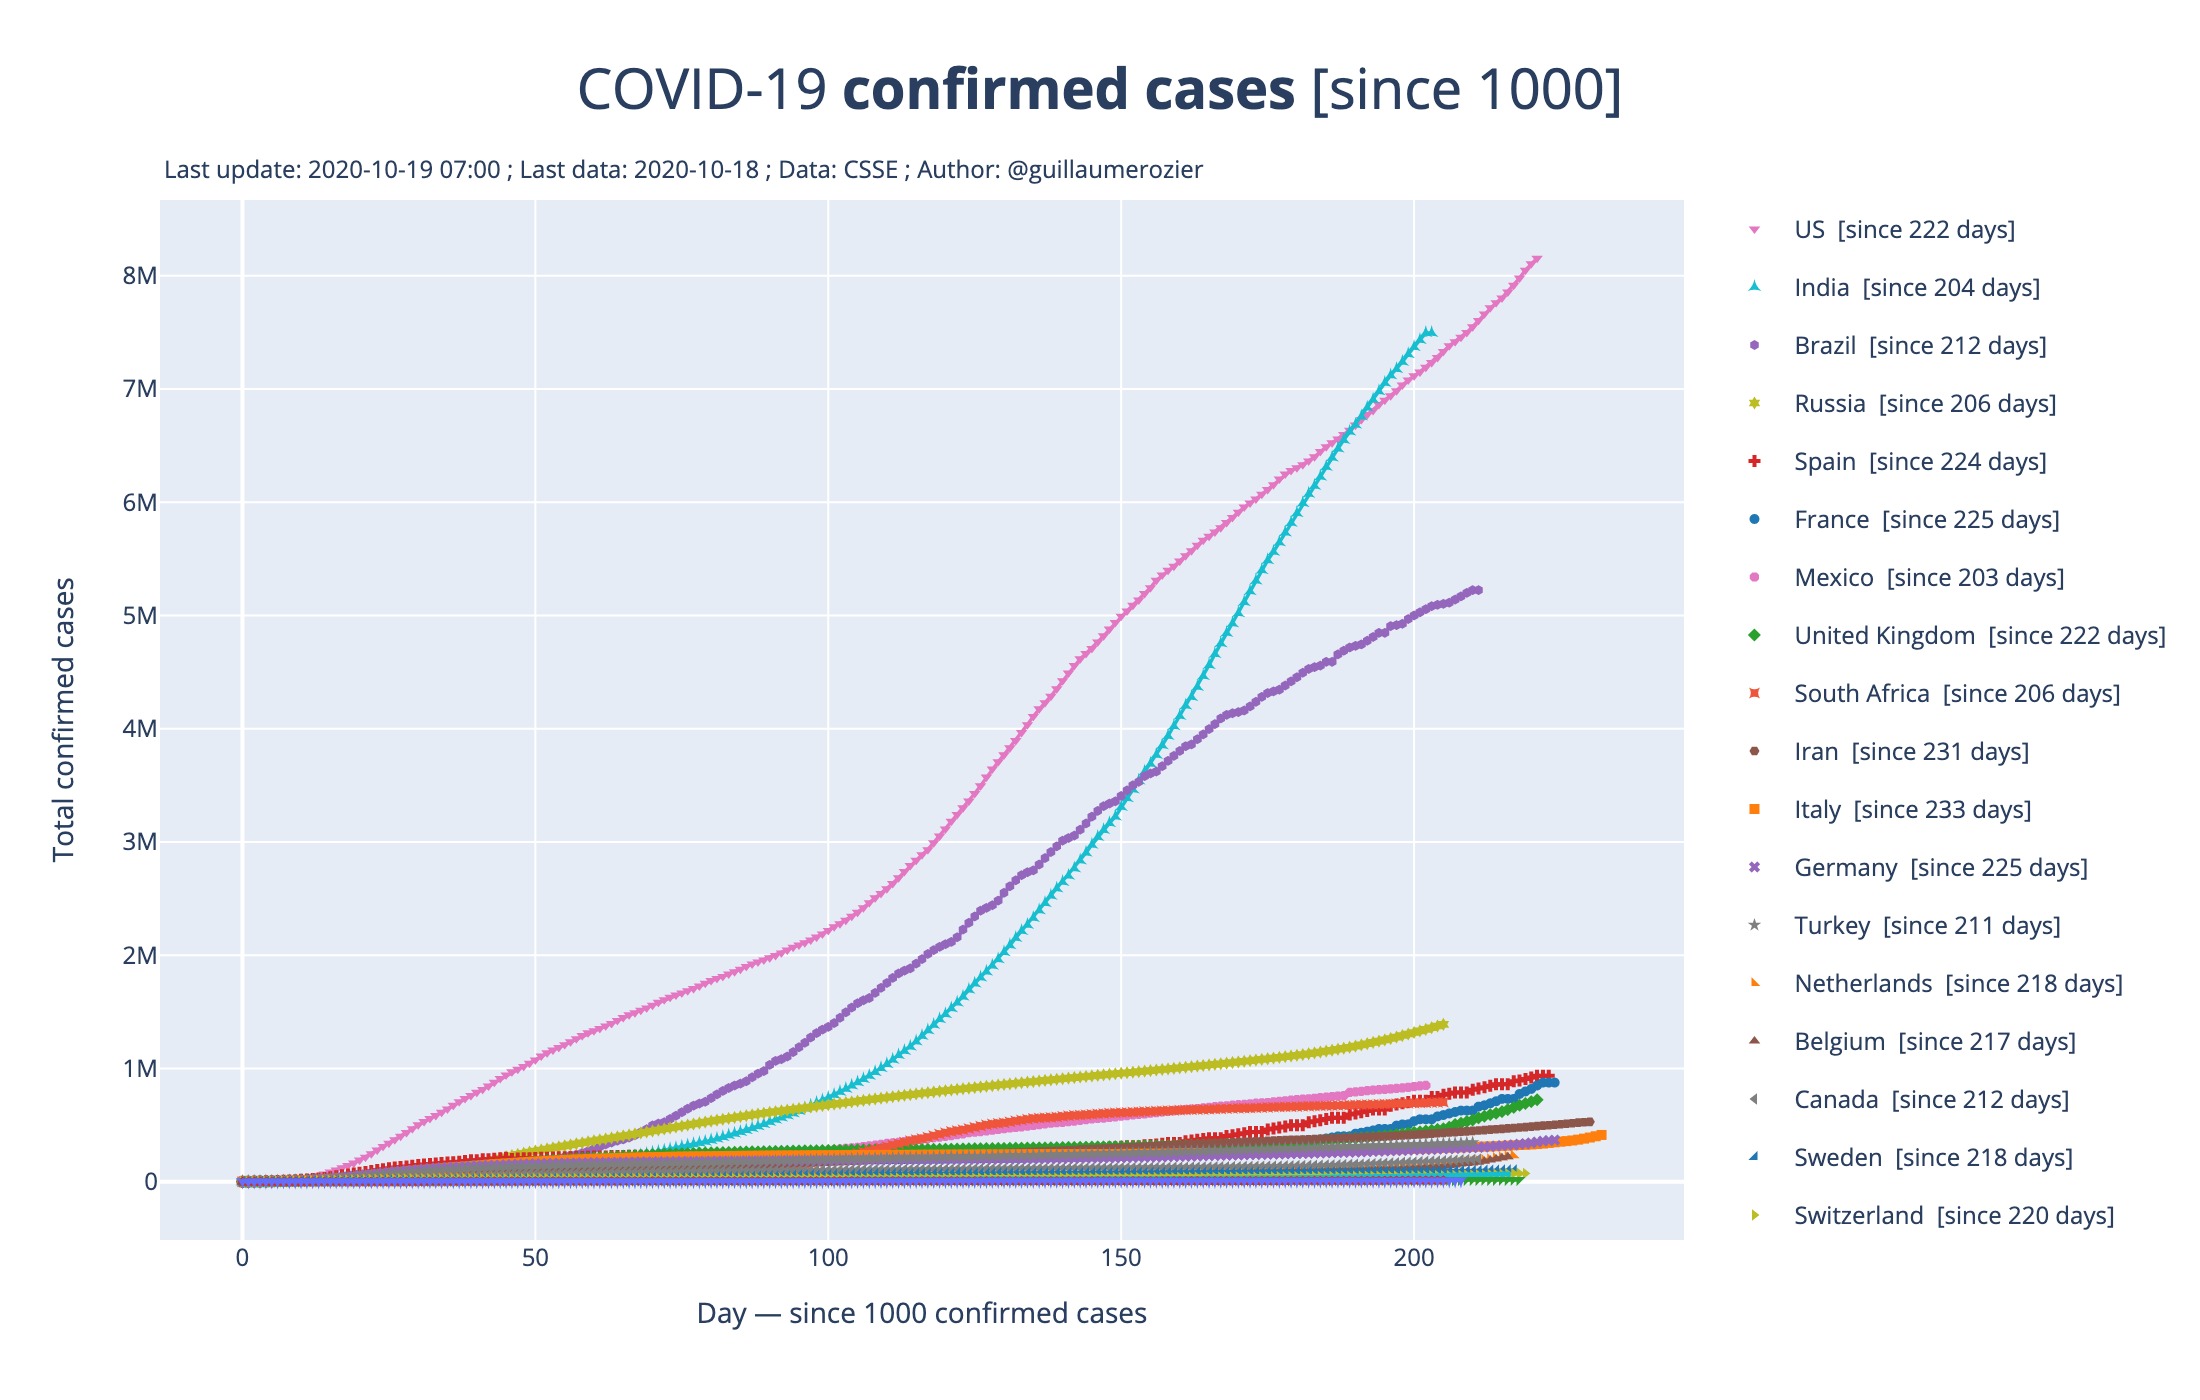 COVID-19 confirmed cases [since 1000]
Last update: 2020-10-19 07:00 ; Last data: 2020-10-18 ; Data: CSSE ; Author: @guillaumerozier
Total confirmed cases
8M
7M
6M
5M
4M
3M
2M
1M
0
0 50 100 150 200
Day — since 1000 confirmed cases
US [since 222 days]
India [since 204 days]
Brazil [since 212 days]
Russia [since 206 days]
Spain [since 224 days]
France [since 225 days]
Mexico [since 203 days]
United Kingdom [since 222 days]
South Africa [since 206 days]
Iran [since 231 days]
Italy [since 233 days]
Germany [since 225 days]
Turkey [since 211 days]
Netherlands [since 218 days]
Belgium [since 217 days]
Canada [since 212 days]
Sweden [since 218 days]
Switzerland [since 220 days]